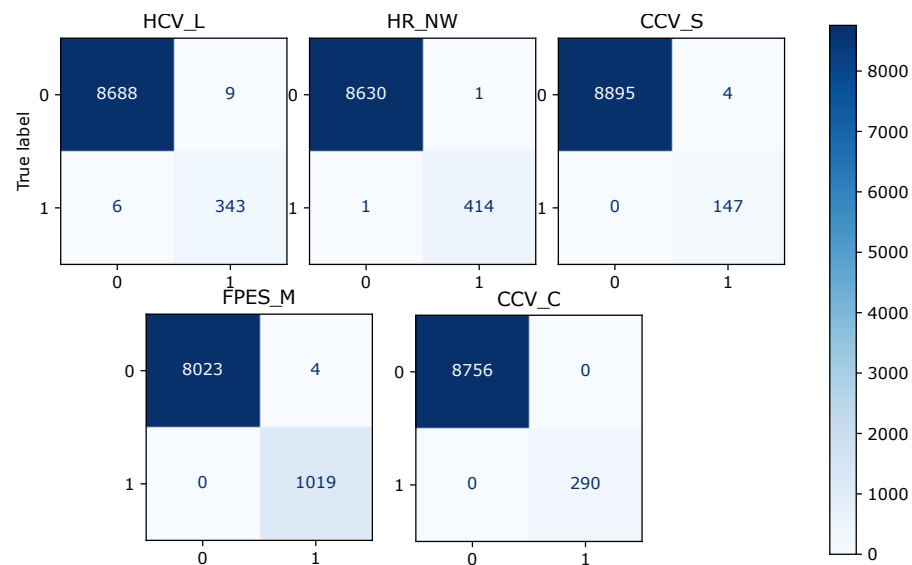 HCV_L HR_NW CCV_S
8000
0 8688 9 0 8630 1 0 8895 4
7000
True label
6000
1 6 343 1 1 414 1 0 147
5000
0 1 0 1 0 1
FPES_M CCV_C
4000
0 8023 4 0 8756 0
3000
2000
1 0 1019 1 0 290
1000
0 1 0 1
0